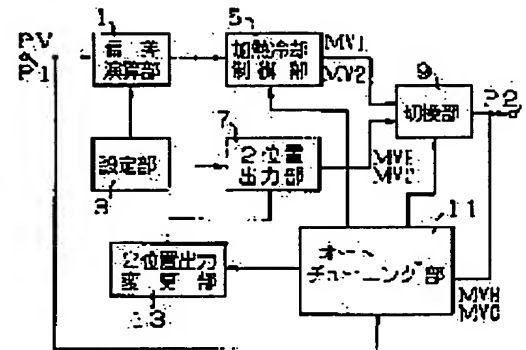 PV
P1
1
偏差
演算部
5
加熱冷却
制御部
MV1
MV2
9
切換部
P2
3
設定部
7
2位置
出力部
11
オート
チューニング部
MVH
MVC
2位置出力
変更部
13